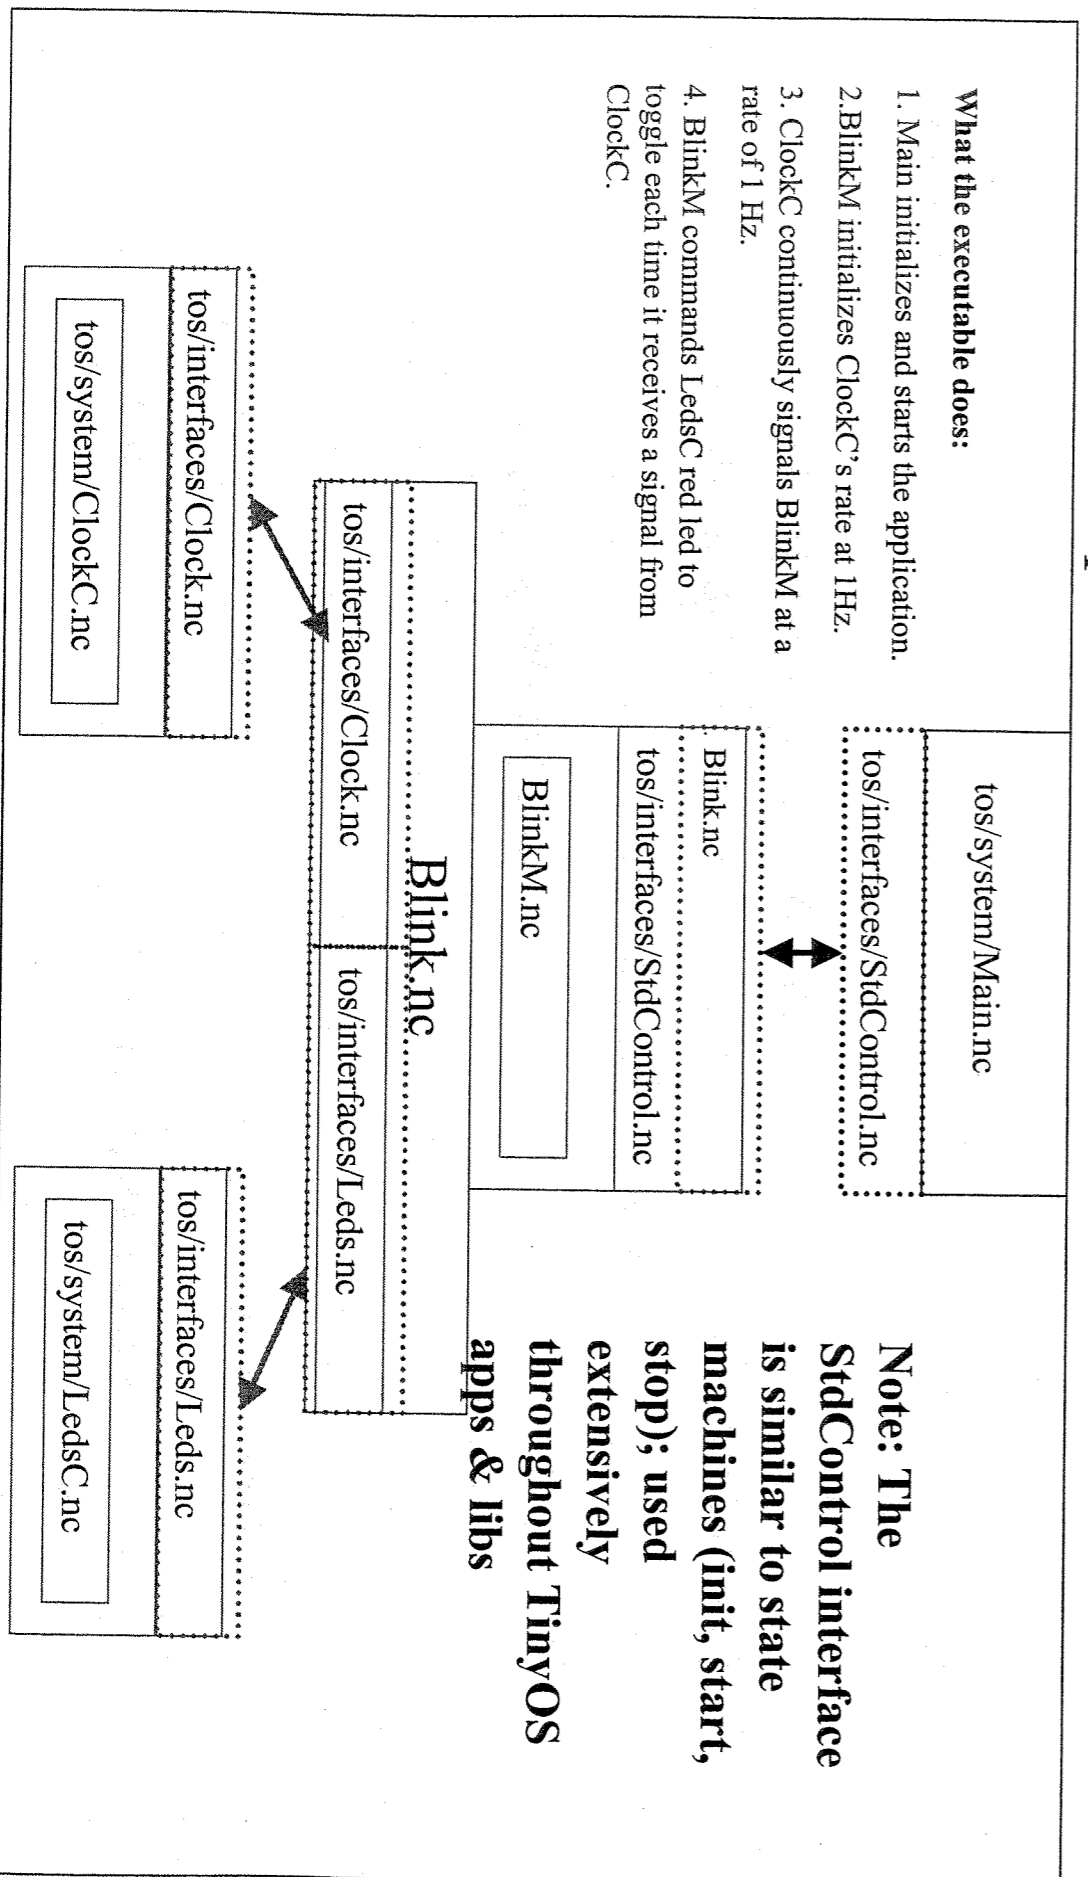 What the executable does:
1. Main initializes and starts the application.
2.BlinkM initializes ClockC's rate at 1Hz.
3. ClockC continuously signals BlinkM at a
rate of 1 Hz.
4. BlinkM commands LedsC red led to
toggle each time it receives a signal from
ClockC.
tos/system/Main.nc
tos/interfaces/StdControl.nc
Blink.nc
tos/interfaces/StdControl.nc
BlinkM.nc
Note: The
StdControl interface
is similar to state
machines (init, start,
stop); used
extensively
throughout TinyOS
apps & libs
Blink.nc
tos/interfaces/Clock.nc
tos/interfaces/Leds.nc
tos/interfaces/Clock.nc
tos/system/ClockC.nc
tos/interfaces/Leds.nc
tos/system/LedsC.nc